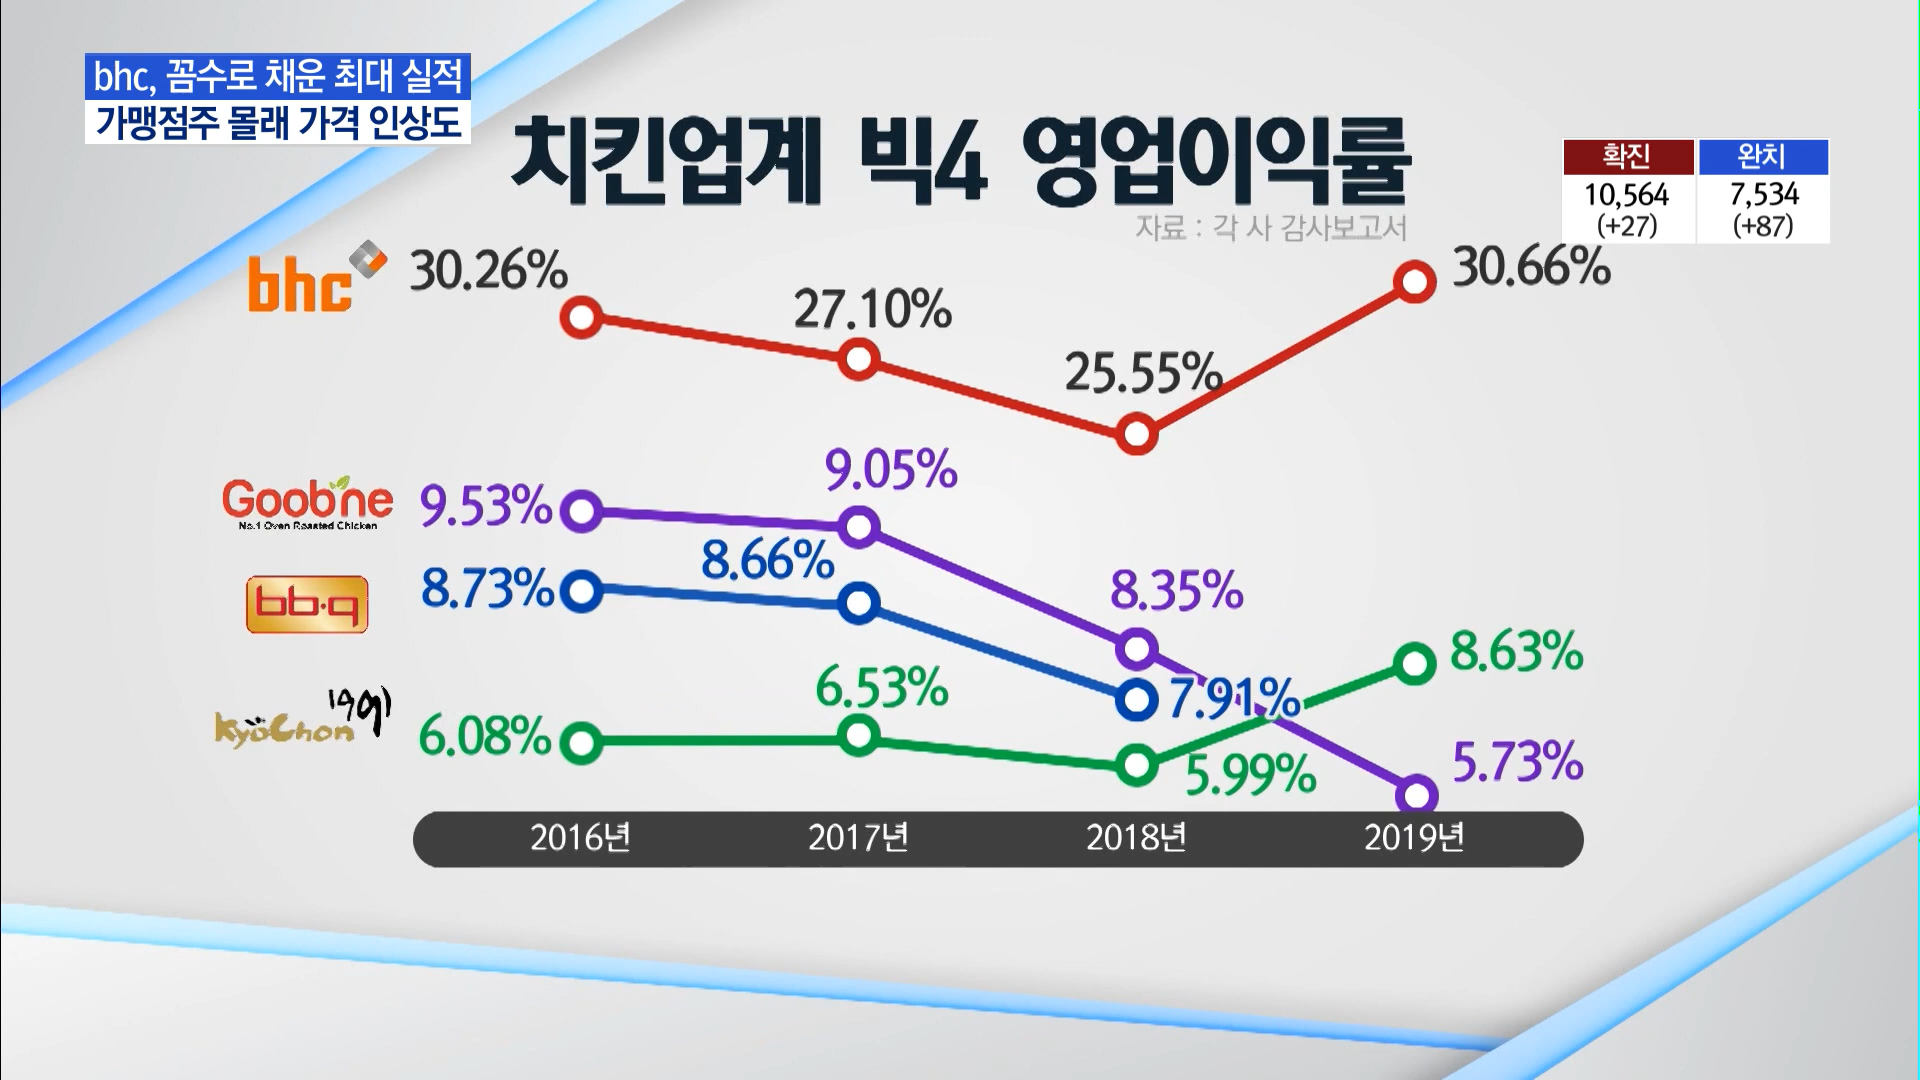 bhc, 꼼수로 채운 최대 실적
가맹점주 몰래 가격 인상도
치킨업계 빅4 영업이익률
자료 : 각 사 감사보고서
확진 완치
10,564 7,534
(+27) (+87)
bhc 30.26% 27.10% 25.55% 30.66%
Goobne 9.53% 9.05% 8.35% 5.73%
No.1 Oven Roasted Chicken
bb·q 8.73% 8.66% 7.91%
KyoChon 1991 6.08% 6.53% 5.99% 8.63%
2016년 2017년 2018년 2019년